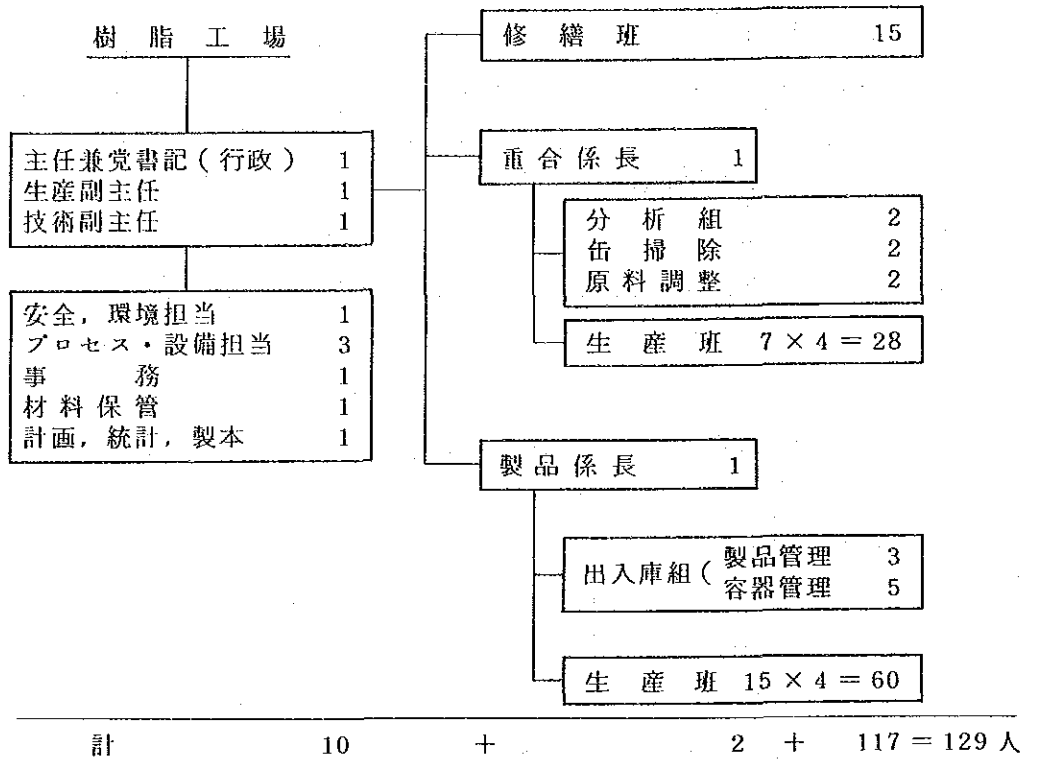 樹脂工場
主任兼党書記(行政) 1
生産副主任 1
技術副主任 1
安全,環境担当 1
プロセス・設備担当 3
事務 1
材料保管 1
計画,統計,製本 1
修繕班 15
重合係長 1
分析組 2
缶掃除 2
原料調整 2
生産班 7×4=28
製品係長 1
出入庫組(製品管理 3
容器管理 5
生産班 15×4=60
計 10 + 2 + 117=129人